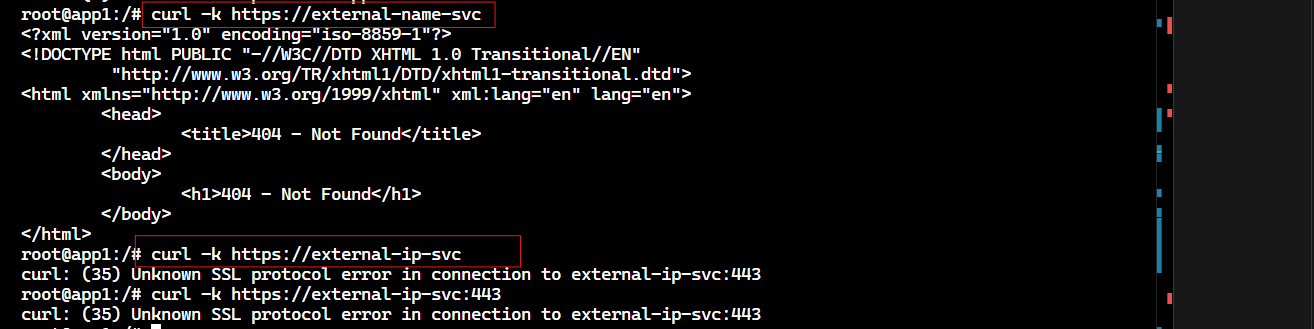 root@app1:/# curl -k https://external-name-svc
<?xml version="1.0" encoding="iso-8859-1"?>
<!DOCTYPE html PUBLIC "-//W3C//DTD XHTML 1.0 Transitional//EN"
         "http://www.w3.org/TR/xhtml1/DTD/xhtml1-transitional.dtd">
<html xmlns="http://www.w3.org/1999/xhtml" xml:lang="en" lang="en">
        <head>
                <title>404 - Not Found</title>
        </head>
        <body>
                <h1>404 - Not Found</h1>
        </body>
</html>
root@app1:/# curl -k https://external-ip-svc
curl: (35) Unknown SSL protocol error in connection to external-ip-svc:443
root@app1:/# curl -k https://external-ip-svc:443
curl: (35) Unknown SSL protocol error in connection to external-ip-svc:443